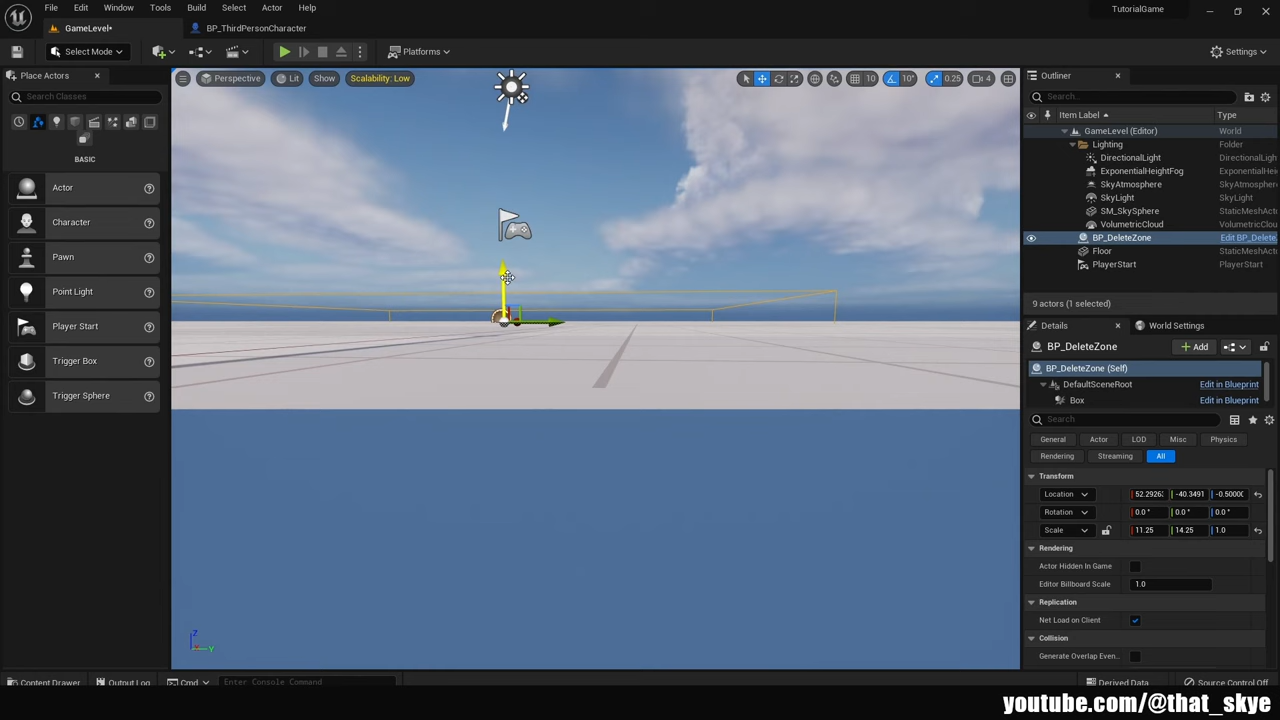 File Edit Window Tools Build Select Actor Help
TutorialGame
GameLevel•
BP_ThirdPersonCharacter
Select Mode
Platforms
Settings
Place Actors
Search Classes
BASIC
Actor
Character
Pawn
Point Light
Player Start
Trigger Box
Trigger Sphere
Perspective Lit Show Scalability: Low
10 10° 0.25 4
Outliner
Search...
Item Label Type
GameLevel (Editor) World
Lighting Folder
DirectionalLight DirectionalLigh
ExponentialHeightFog ExponentialHei
SkyAtmosphere SkyAtmosphere
SkyLight SkyLight
SM_SkySphere StaticMeshActo
VolumetricCloud VolumetricClou
BP_DeleteZone Edit BP_Delete
Floor StaticMeshActo
PlayerStart PlayerStart
9 actors (1 selected)
Details World Settings
BP_DeleteZone Add
BP_DeleteZone (Self)
DefaultSceneRoot Edit in Blueprint
Box Edit in Blueprint
Search
General Actor LOD Misc Physics
Rendering Streaming All
Transform
Location 52.2926 -40.3491 -0.5000
Rotation 0.0 ° 0.0 ° 0.0 °
Scale 11.25 14.25 1.0
Rendering
Actor Hidden In Game
Editor Billboard Scale 1.0
Replication
Net Load on Client
Collision
Generate Overlap Even...
Z
Y
Content Drawer Output Log Cmd Enter Console Command Derived Data Source Control Off
youtube.com/@that_skye